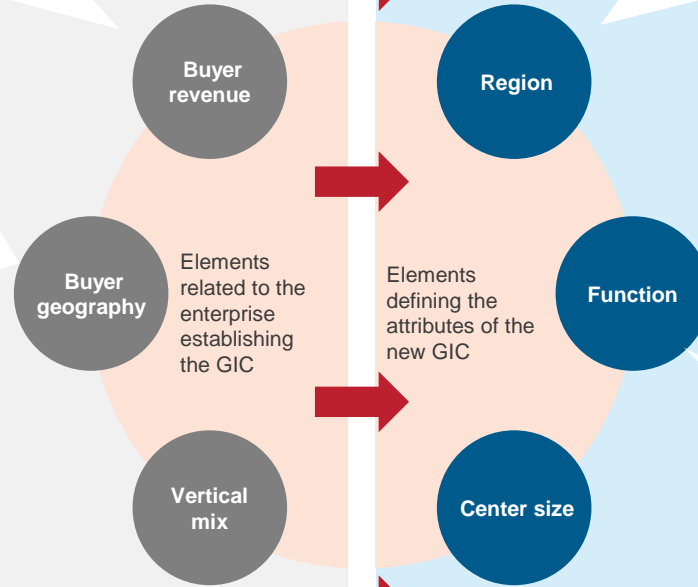 Buyer
revenue
Region
Buyer
geography
Elements
related to the
enterprise
establishing
the GIC
Elements
defining the
attributes of the
new GIC
Function
Vertical
mix
Center size